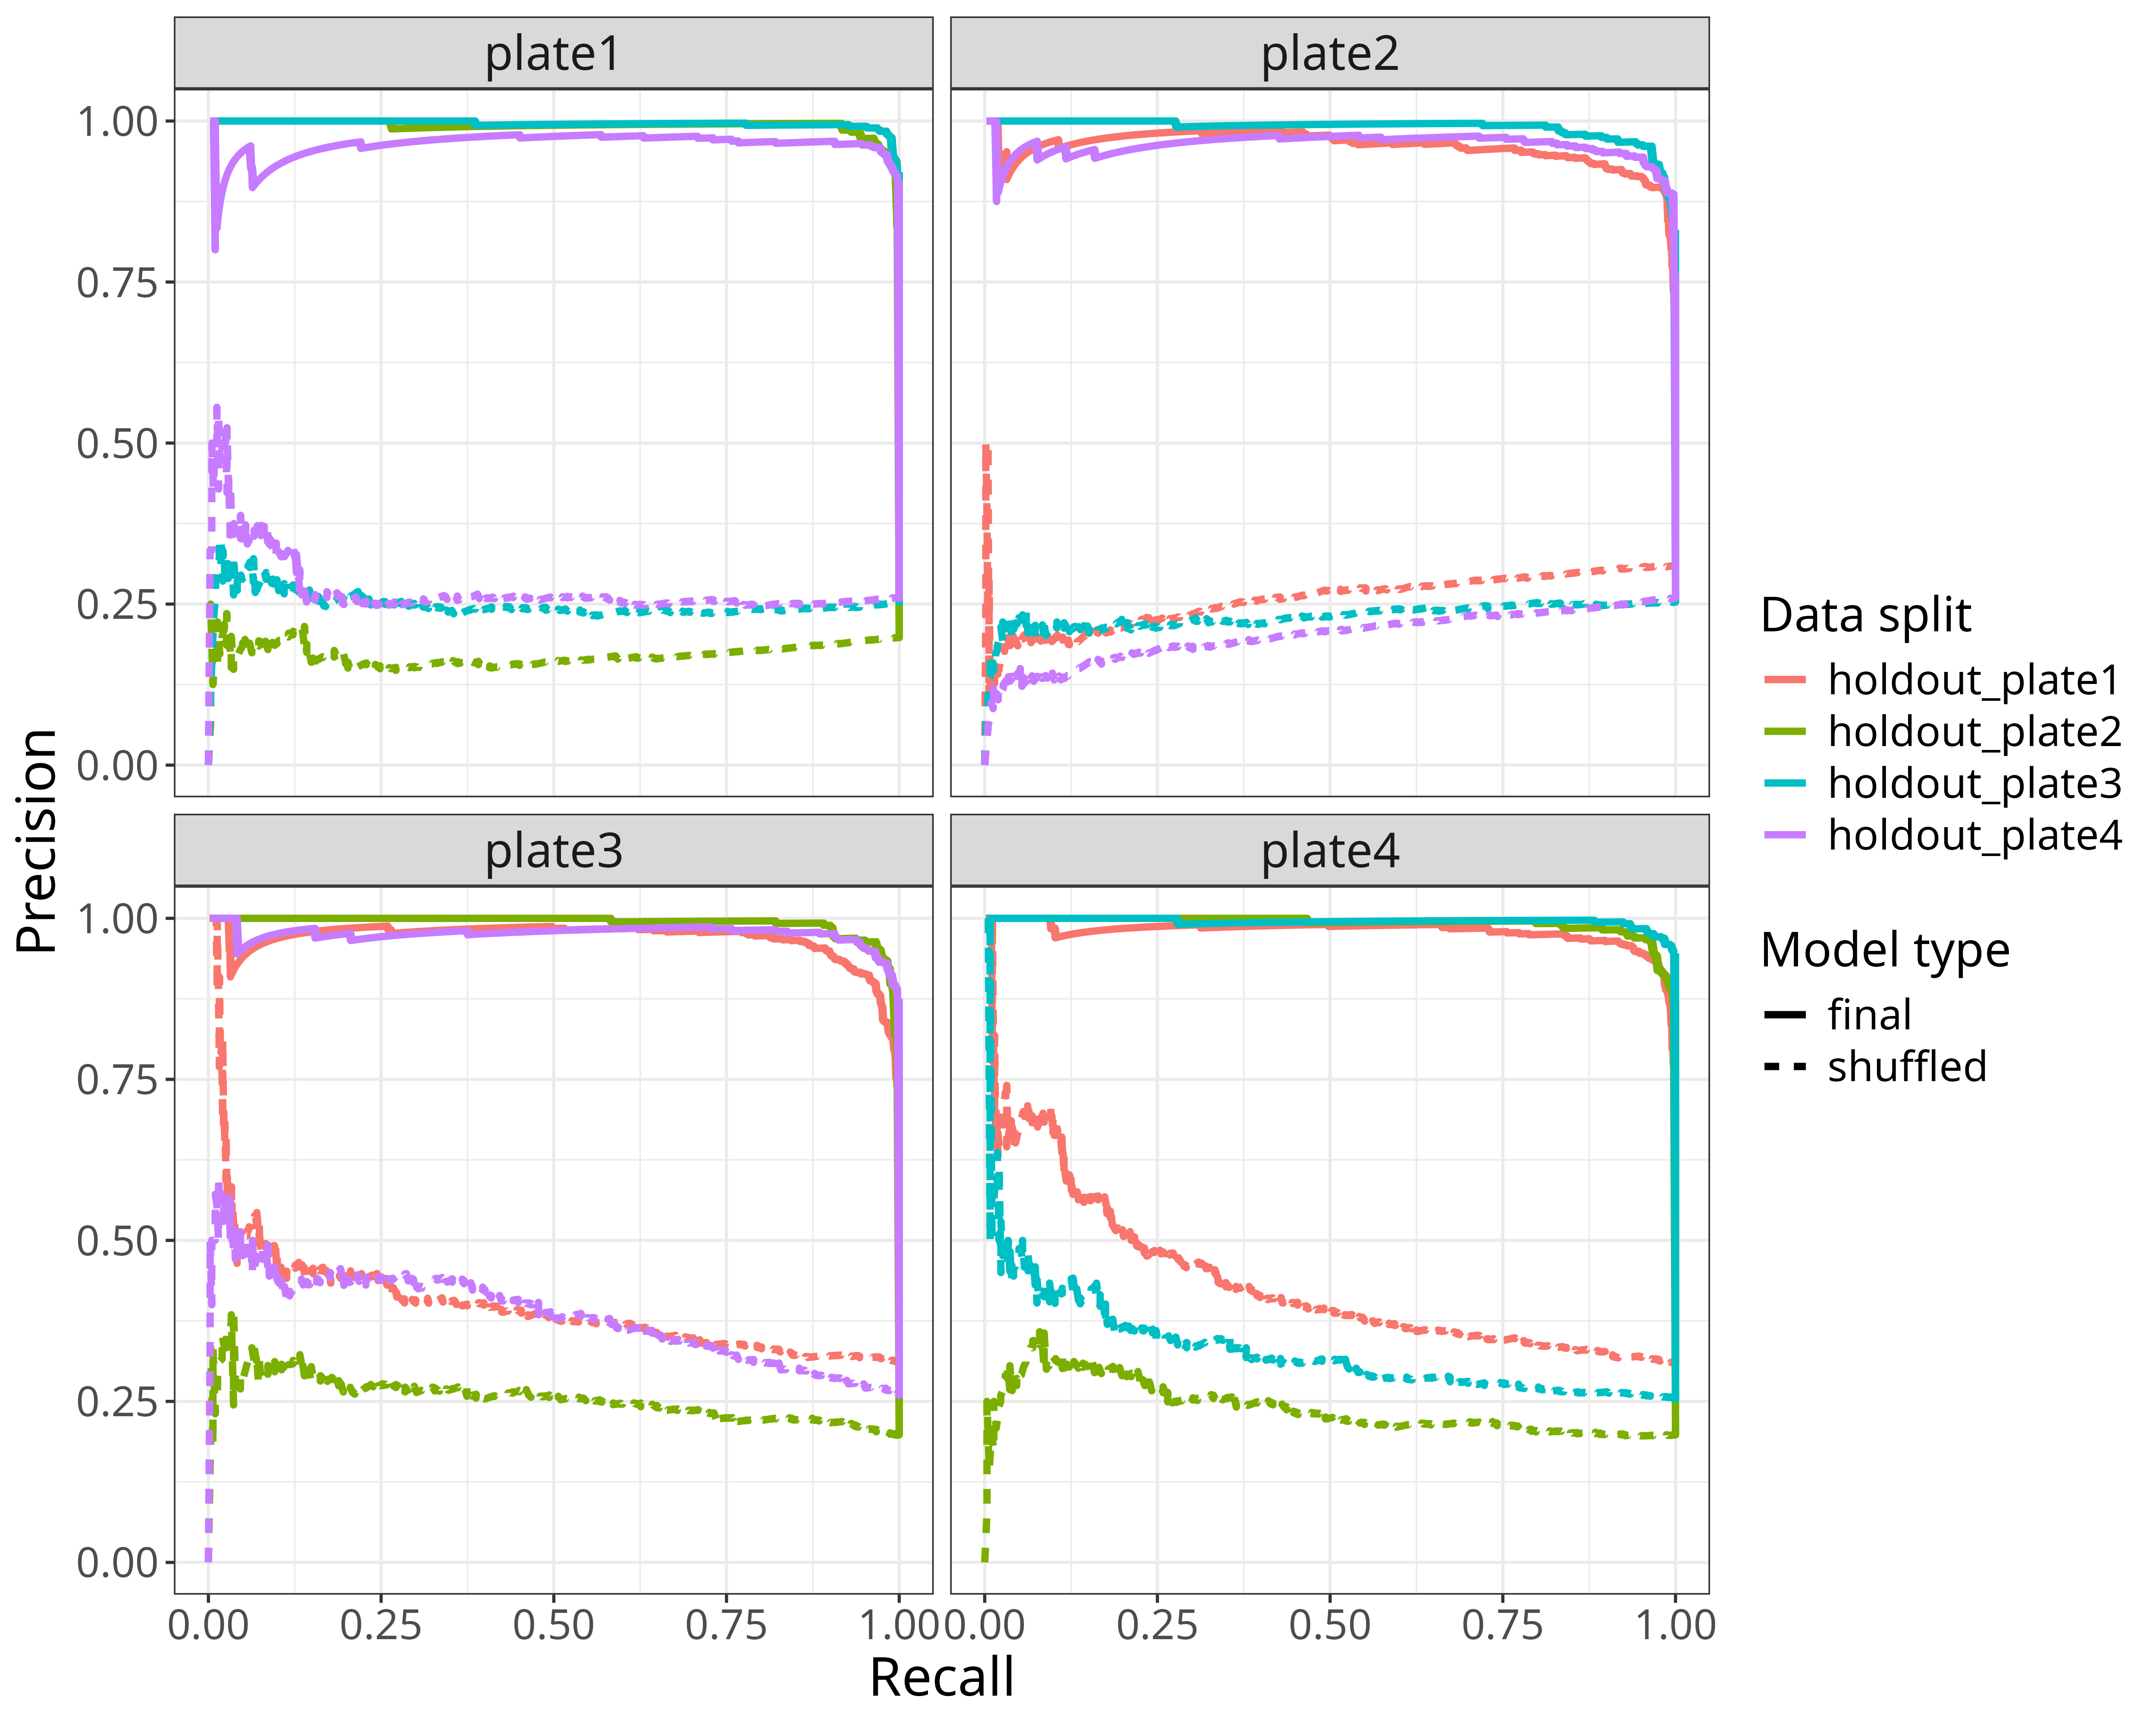 plate1
plate2
1.00
0.75
0.50
0.25
0.00
plate3
plate4
1.00
0.75
0.50
0.25
0.00
0.00 0.25 0.50 0.75 1.00
0.00 0.25 0.50 0.75 1.00
Recall
Precision
Data split
holdout_plate1
holdout_plate2
holdout_plate3
holdout_plate4
Model type
final
shuffled